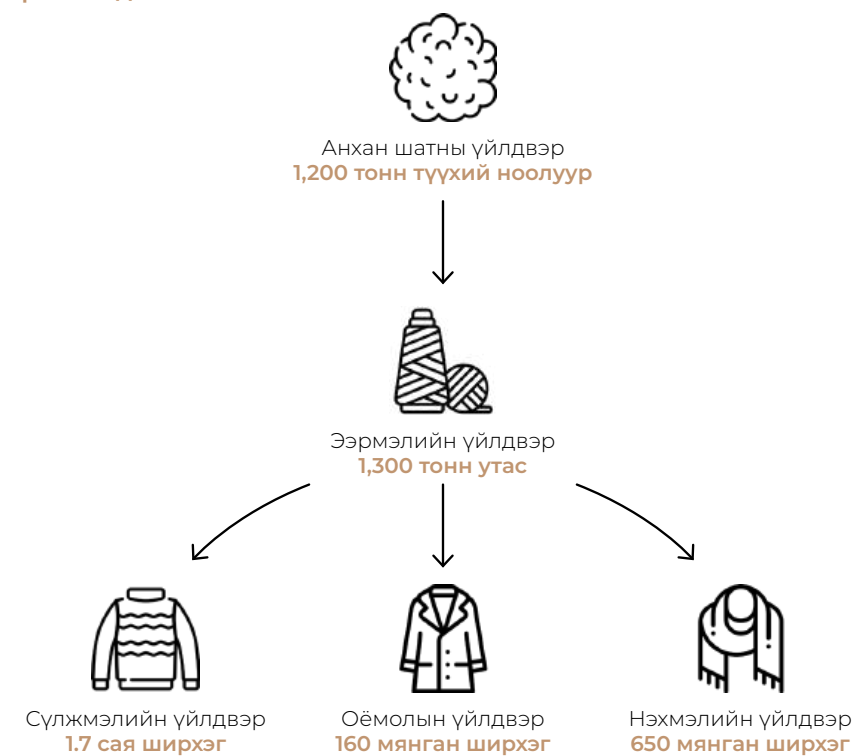 Анхан шатны үйлдвэр
1,200 тонн түүхий ноолуур
Ээрмэлийн үйлдвэр
1,300 тонн утас
Сүлжмэлийн үйлдвэр
1.7 сая ширхэг
Оёмолын үйлдвэр
160 мянган ширхэг
Нэхмэлийн үйлдвэр
650 мянган ширхэг